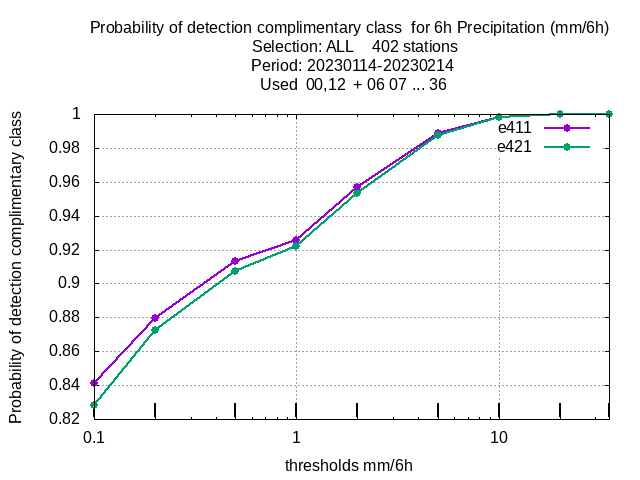 Probability of detection complimentary class  for 6h Precipitation (mm/6h)
Selection: ALL    402 stations
Period: 20230114-20230214
Used  00,12  + 06 07 ... 36
Probability of detection complimentary class
1
0.98
0.96
0.94
0.92
0.9
0.88
0.86
0.84
0.82
e411
e421
0.1
1
10
thresholds mm/6h